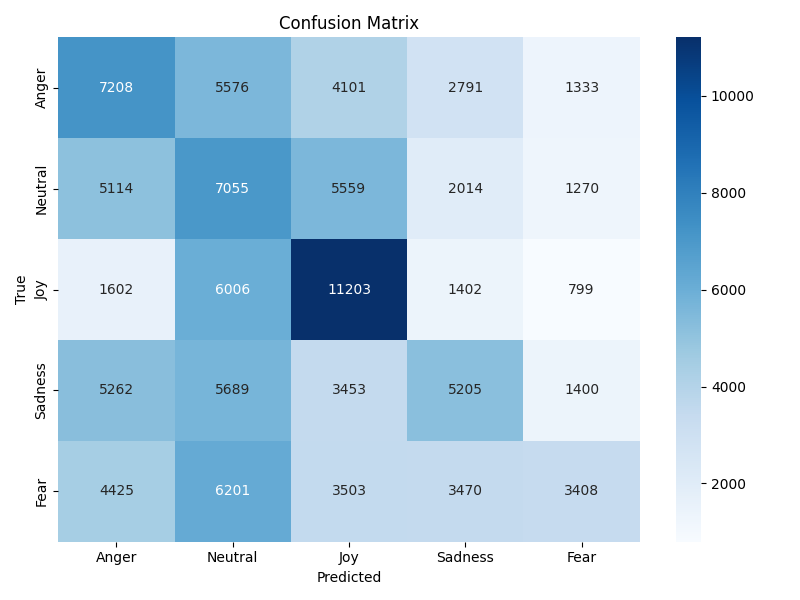 Confusion Matrix
Anger 7208 5576 4101 2791 1333
Neutral 5114 7055 5559 2014 1270
Joy 1602 6006 11203 1402 799
Sadness 5262 5689 3453 5205 1400
Fear 4425 6201 3503 3470 3408
True
Anger Neutral Joy Sadness Fear
Predicted
10000
8000
6000
4000
2000